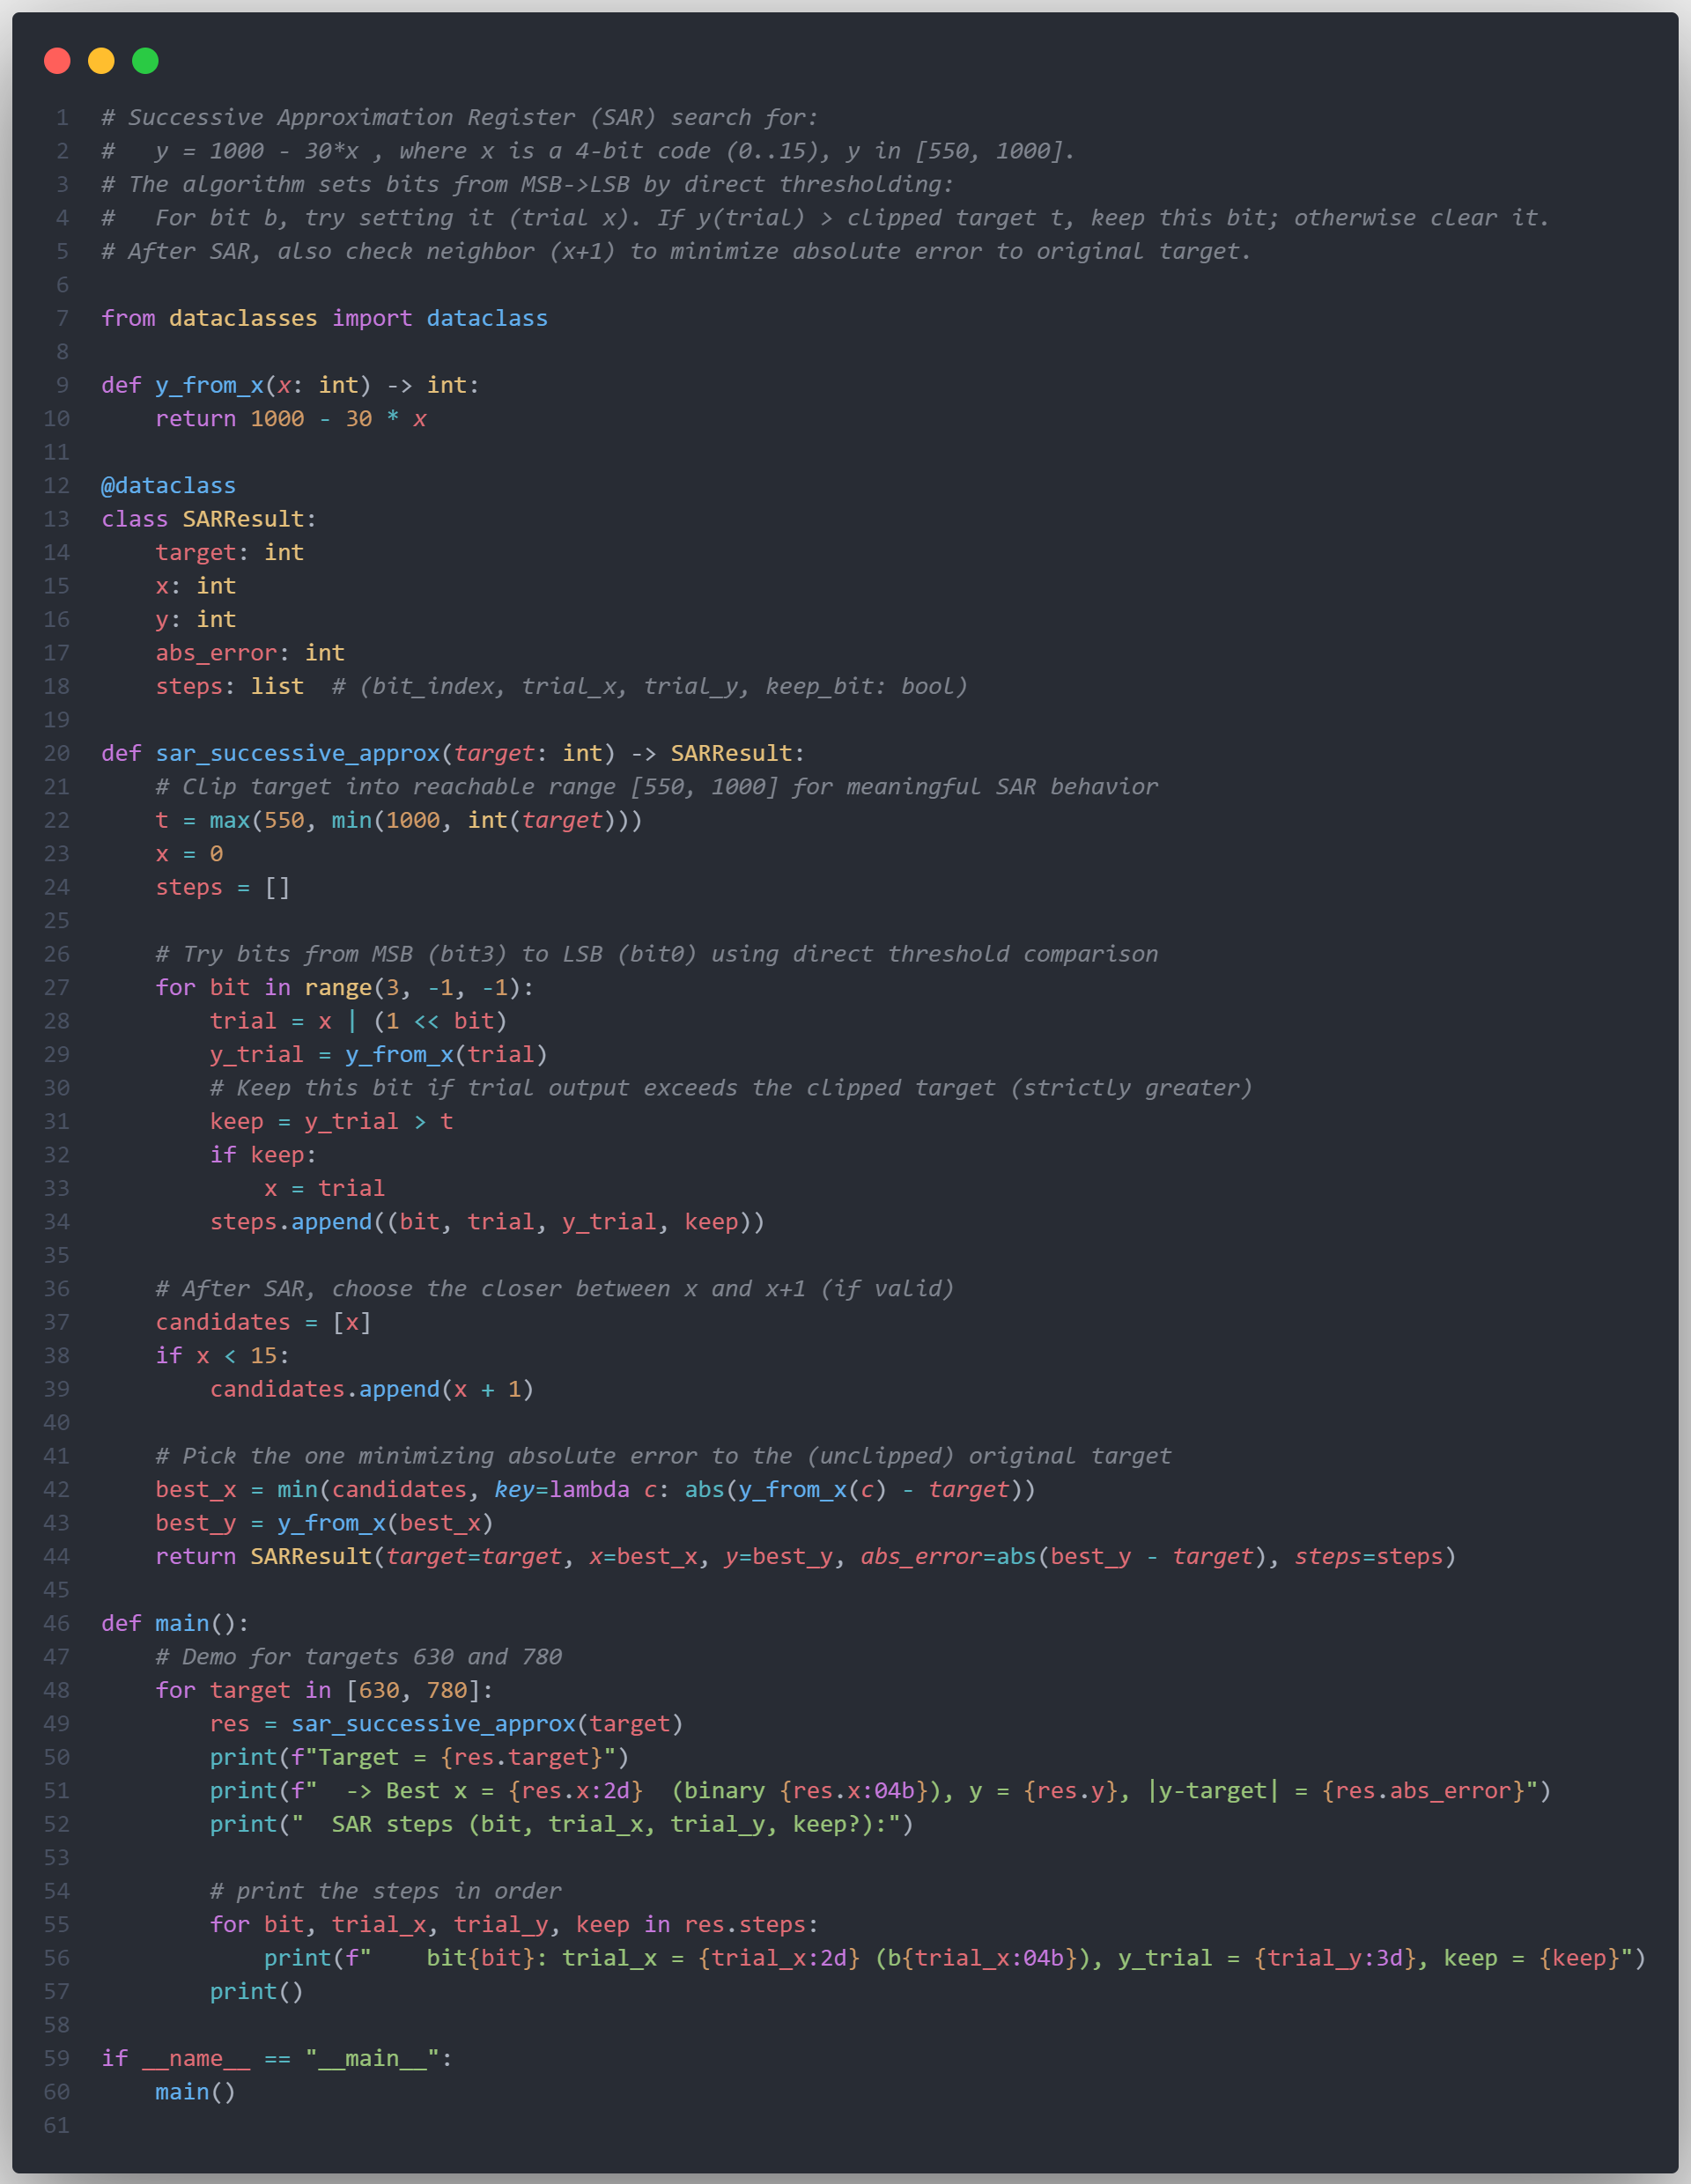 1 # Successive Approximation Register (SAR) search for:
2 #   y = 1000 - 30*x , where x is a 4-bit code (0..15), y in [550, 1000].
3 # The algorithm sets bits from MSB->LSB by direct thresholding:
4 #   For bit b, try setting it (trial x). If y(trial) > clipped target t, keep this bit; otherwise clear it.
5 # After SAR, also check neighbor (x+1) to minimize absolute error to original target.
6
7 from dataclasses import dataclass
8
9 def y_from_x(x: int) -> int:
10     return 1000 - 30 * x
11
12 @dataclass
13 class SARResult:
14     target: int
15     x: int
16     y: int
17     abs_error: int
18     steps: list  # (bit_index, trial_x, trial_y, keep_bit: bool)
19
20 def sar_successive_approx(target: int) -> SARResult:
21     # Clip target into reachable range [550, 1000] for meaningful SAR behavior
22     t = max(550, min(1000, int(target)))
23     x = 0
24     steps = []
25
26     # Try bits from MSB (bit3) to LSB (bit0) using direct threshold comparison
27     for bit in range(3, -1, -1):
28         trial = x | (1 << bit)
29         y_trial = y_from_x(trial)
30         # Keep this bit if trial output exceeds the clipped target (strictly greater)
31         keep = y_trial > t
32         if keep:
33             x = trial
34         steps.append((bit, trial, y_trial, keep))
35
36     # After SAR, choose the closer between x and x+1 (if valid)
37     candidates = [x]
38     if x < 15:
39         candidates.append(x + 1)
40
41     # Pick the one minimizing absolute error to the (unclipped) original target
42     best_x = min(candidates, key=lambda c: abs(y_from_x(c) - target))
43     best_y = y_from_x(best_x)
44     return SARResult(target=target, x=best_x, y=best_y, abs_error=abs(best_y - target), steps=steps)
45
46 def main():
47     # Demo for targets 630 and 780
48     for target in [630, 780]:
49         res = sar_successive_approx(target)
50         print(f"Target = {res.target}")
51         print(f"  -> Best x = {res.x:2d}  (binary {res.x:04b}), y = {res.y}, |y-target| = {res.abs_error}")
52         print("  SAR steps (bit, trial_x, trial_y, keep?):")
53
54         # print the steps in order
55         for bit, trial_x, trial_y, keep in res.steps:
56             print(f"    bit{bit}: trial_x = {trial_x:2d} (b{trial_x:04b}), y_trial = {trial_y:3d}, keep = {keep}")
57         print()
58
59 if __name__ == "__main__":
60     main()
61